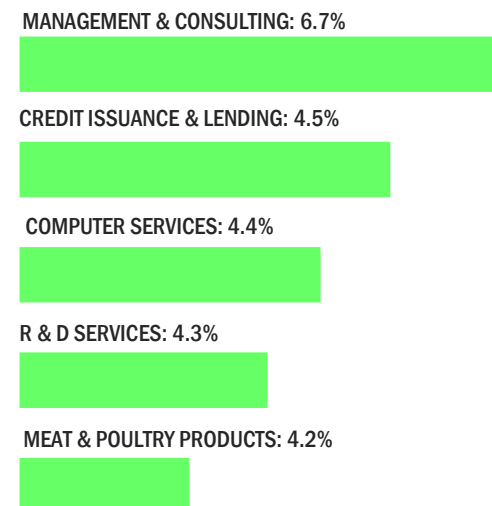 MANAGEMENT & CONSULTING: 6.7%
CREDIT ISSUANCE & LENDING: 4.5%
COMPUTER SERVICES: 4.4%
R & D SERVICES: 4.3%
MEAT & POULTRY PRODUCTS: 4.2%